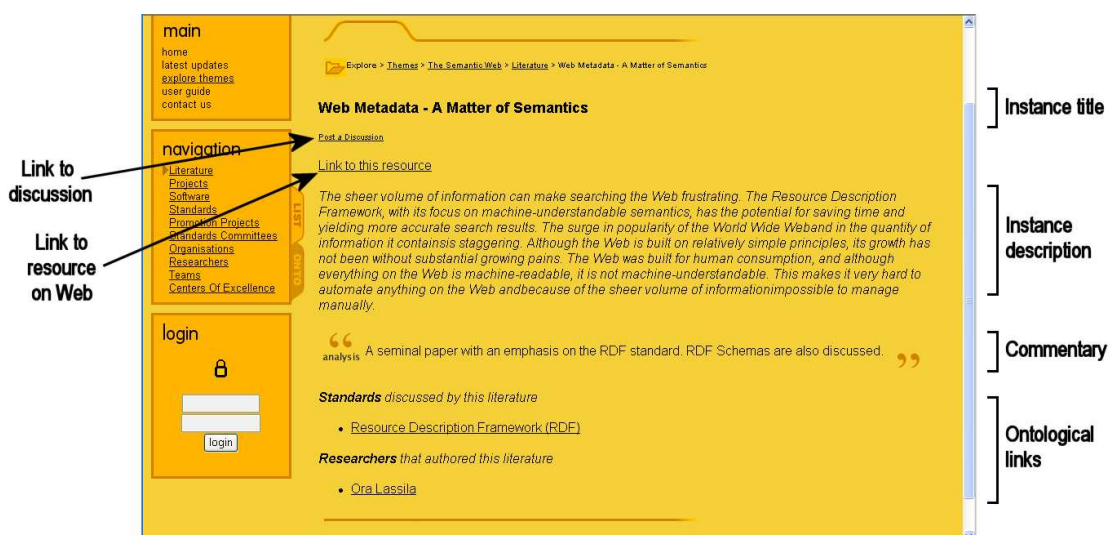 main
home
latest updates
explore themes
user guide
contact us
navigation
Literature
Projects
Software
Standards
Promotion Projects
Standards Committees
Organisations
Researchers
Teams
Centers Of Excellence
LIST
ONTO
login
login
Link to
discussion
Link to
resource
on Web
Explore > Themes > The Semantic Web > Literature > Web Metadata - A Matter of Semantics
Web Metadata - A Matter of Semantics
Post a Discussion
Link to this resource
The sheer volume of information can make searching the Web frustrating. The Resource Description
Framework, with its focus on machine-understandable semantics, has the potential for saving time and
yielding more accurate search results. The surge in popularity of the World Wide Weband in the quantity of
information it containsis staggering. Although the Web is built on relatively simple principles, its growth has
not been without substantial growing pains. The Web was built for human consumption, and although
everything on the Web is machine-readable, it is not machine-understandable. This makes it very hard to
automate anything on the Web andbecause of the sheer volume of informationimpossible to manage
manually.
“ analysis A seminal paper with an emphasis on the RDF standard. RDF Schemas are also discussed. ”
Standards discussed by this literature
• Resource Description Framework (RDF)
Researchers that authored this literature
• Ora Lassila
Instance title
Instance
description
Commentary
Ontological
links